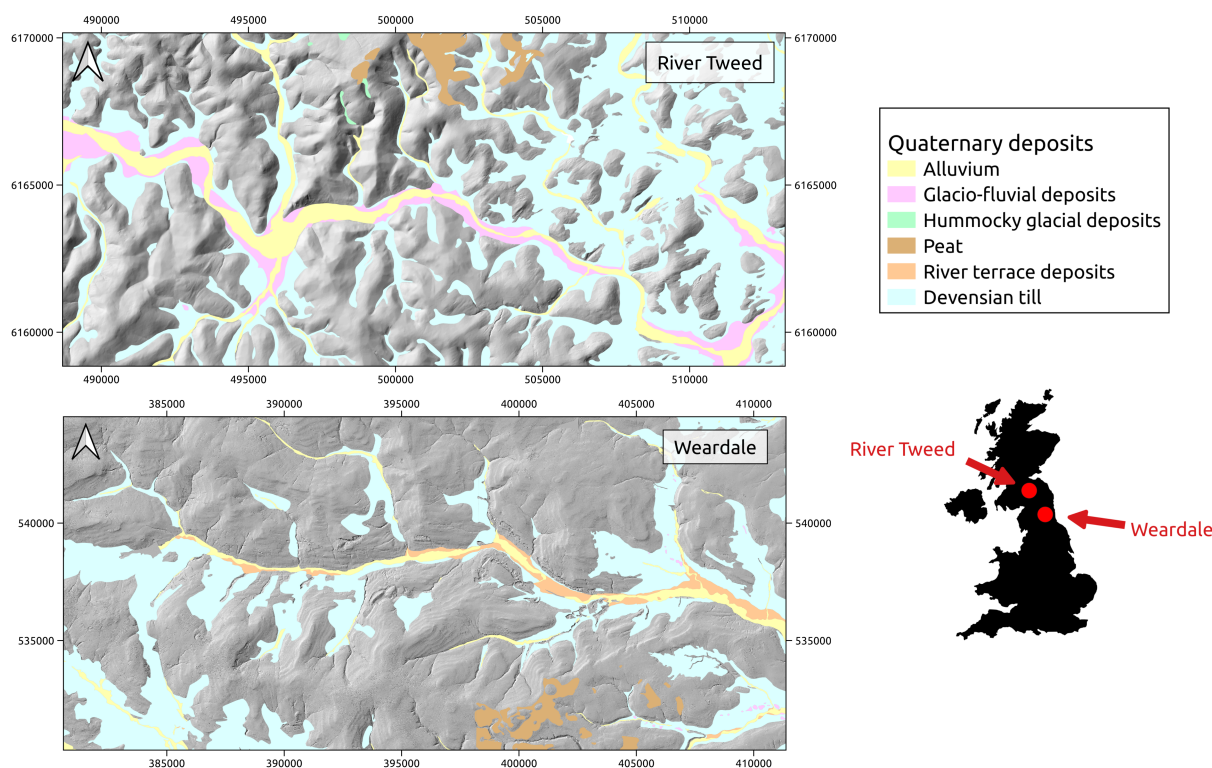 490000 495000 500000 505000 510000
6170000 6170000
River Tweed
6165000 6165000
6160000 6160000
490000 495000 500000 505000 510000
385000 390000 395000 400000 405000 410000
Weardale
540000 540000
535000 535000
385000 390000 395000 400000 405000 410000
Quaternary deposits
Alluvium
Glacio-fluvial deposits
Hummocky glacial deposits
Peat
River terrace deposits
Devensian till
River Tweed
Weardale